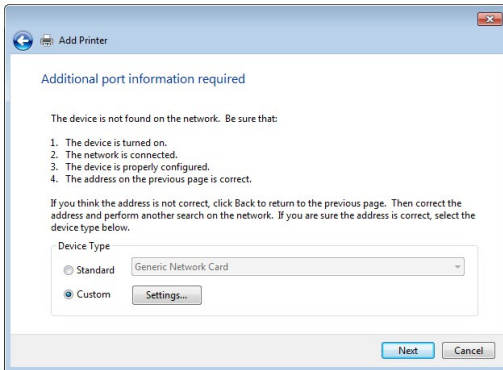 Add Printer
Additional port information required
The device is not found on the network. Be sure that:
1. The device is turned on.
2. The network is connected.
3. The device is properly configured.
4. The address on the previous page is correct.
If you think the address is not correct, click Back to return to the previous page. Then correct the
address and perform another search on the network. If you are sure the address is correct, select the
device type below.
Device Type
Standard Generic Network Card
Custom Settings...
Next Cancel